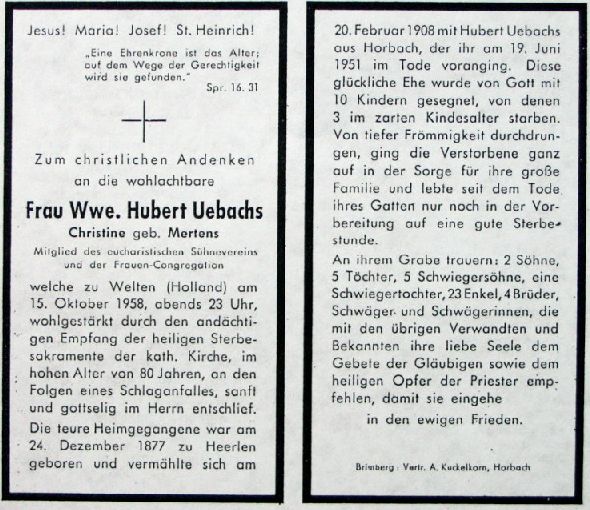 Jesus! Maria! Josef! St. Heinrich!
„Eine Ehrenkrone ist das Alter;
auf dem Wege der Gerechtigkeit
wird sie gefunden."
Spr. 16. 31
Zum christlichen Andenken
an die wohlachtbare
Frau Wwe. Hubert Uebachs
Christine geb. Mertens
Mitglied des eucharistischen Sühnevereins
und der Frauen-Congregation
welche zu Welten (Holland) am
15. Oktober 1958, abends 23 Uhr,
wohlgestärkt durch den andächti-
gen Empfang der heiligen Sterbe-
sakramente der kath. Kirche, im
hohen Alter von 80 Jahren, an den
Folgen eines Schlaganfalles, sanft
und gottselig im Herrn entschlief.
Die teure Heimgegangene war am
24. Dezember 1877 zu Heerlen
geboren und vermählte sich am
20. Februar 1908 mit Hubert Uebachs
aus Horbach, der ihr am 19. Juni
1951 im Tode voranging. Diese
glückliche Ehe wurde von Gott mit
10 Kindern gesegnet, von denen
3 im zarten Kindesalter starben.
Von tiefer Frömmigkeit durchdrun-
gen, ging die Verstorbene ganz
auf in der Sorge für ihre große
Familie und lebte seit dem Tode
ihres Gatten nur noch in der Vor-
bereitung auf eine gute Sterbe-
stunde.
An ihrem Grabe trauern: 2 Söhne,
5 Töchter, 5 Schwiegersöhne, eine
Schwiegertochter, 23 Enkel, 4 Brüder,
Schwäger- und Schwägerinnen, die
mit den übrigen Verwandten und
Bekannten ihre liebe Seele dem
Gebete der Gläubigen sowie dem
heiligen Opfer der Priester emp-
fehlen, damit sie eingehe
in den ewigen Frieden.
Brimberg - Vertr. A. Kuckelkorn, Horbach